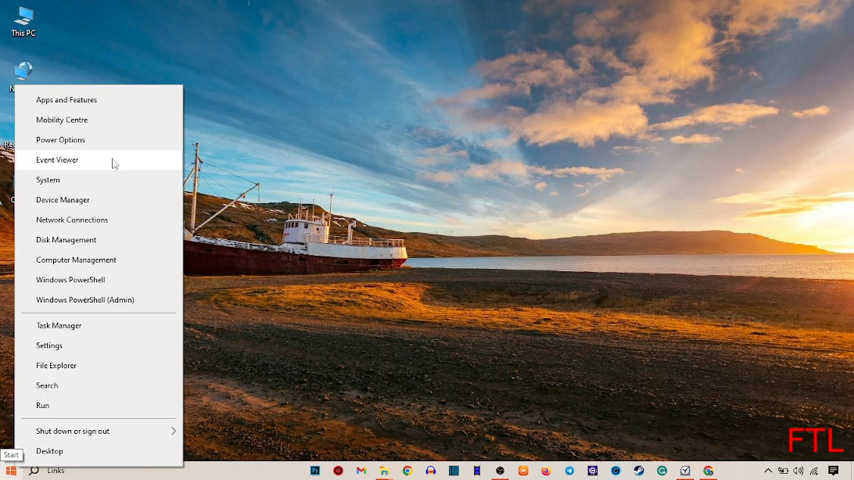 This PC
Apps and Features
Mobility Centre
Power Options
Event Viewer
System
Device Manager
Network Connections
Disk Management
Computer Management
Windows PowerShell
Windows PowerShell (Admin)
Task Manager
Settings
File Explorer
Search
Run
Shut down or sign out
Desktop
Start
Links
FTL